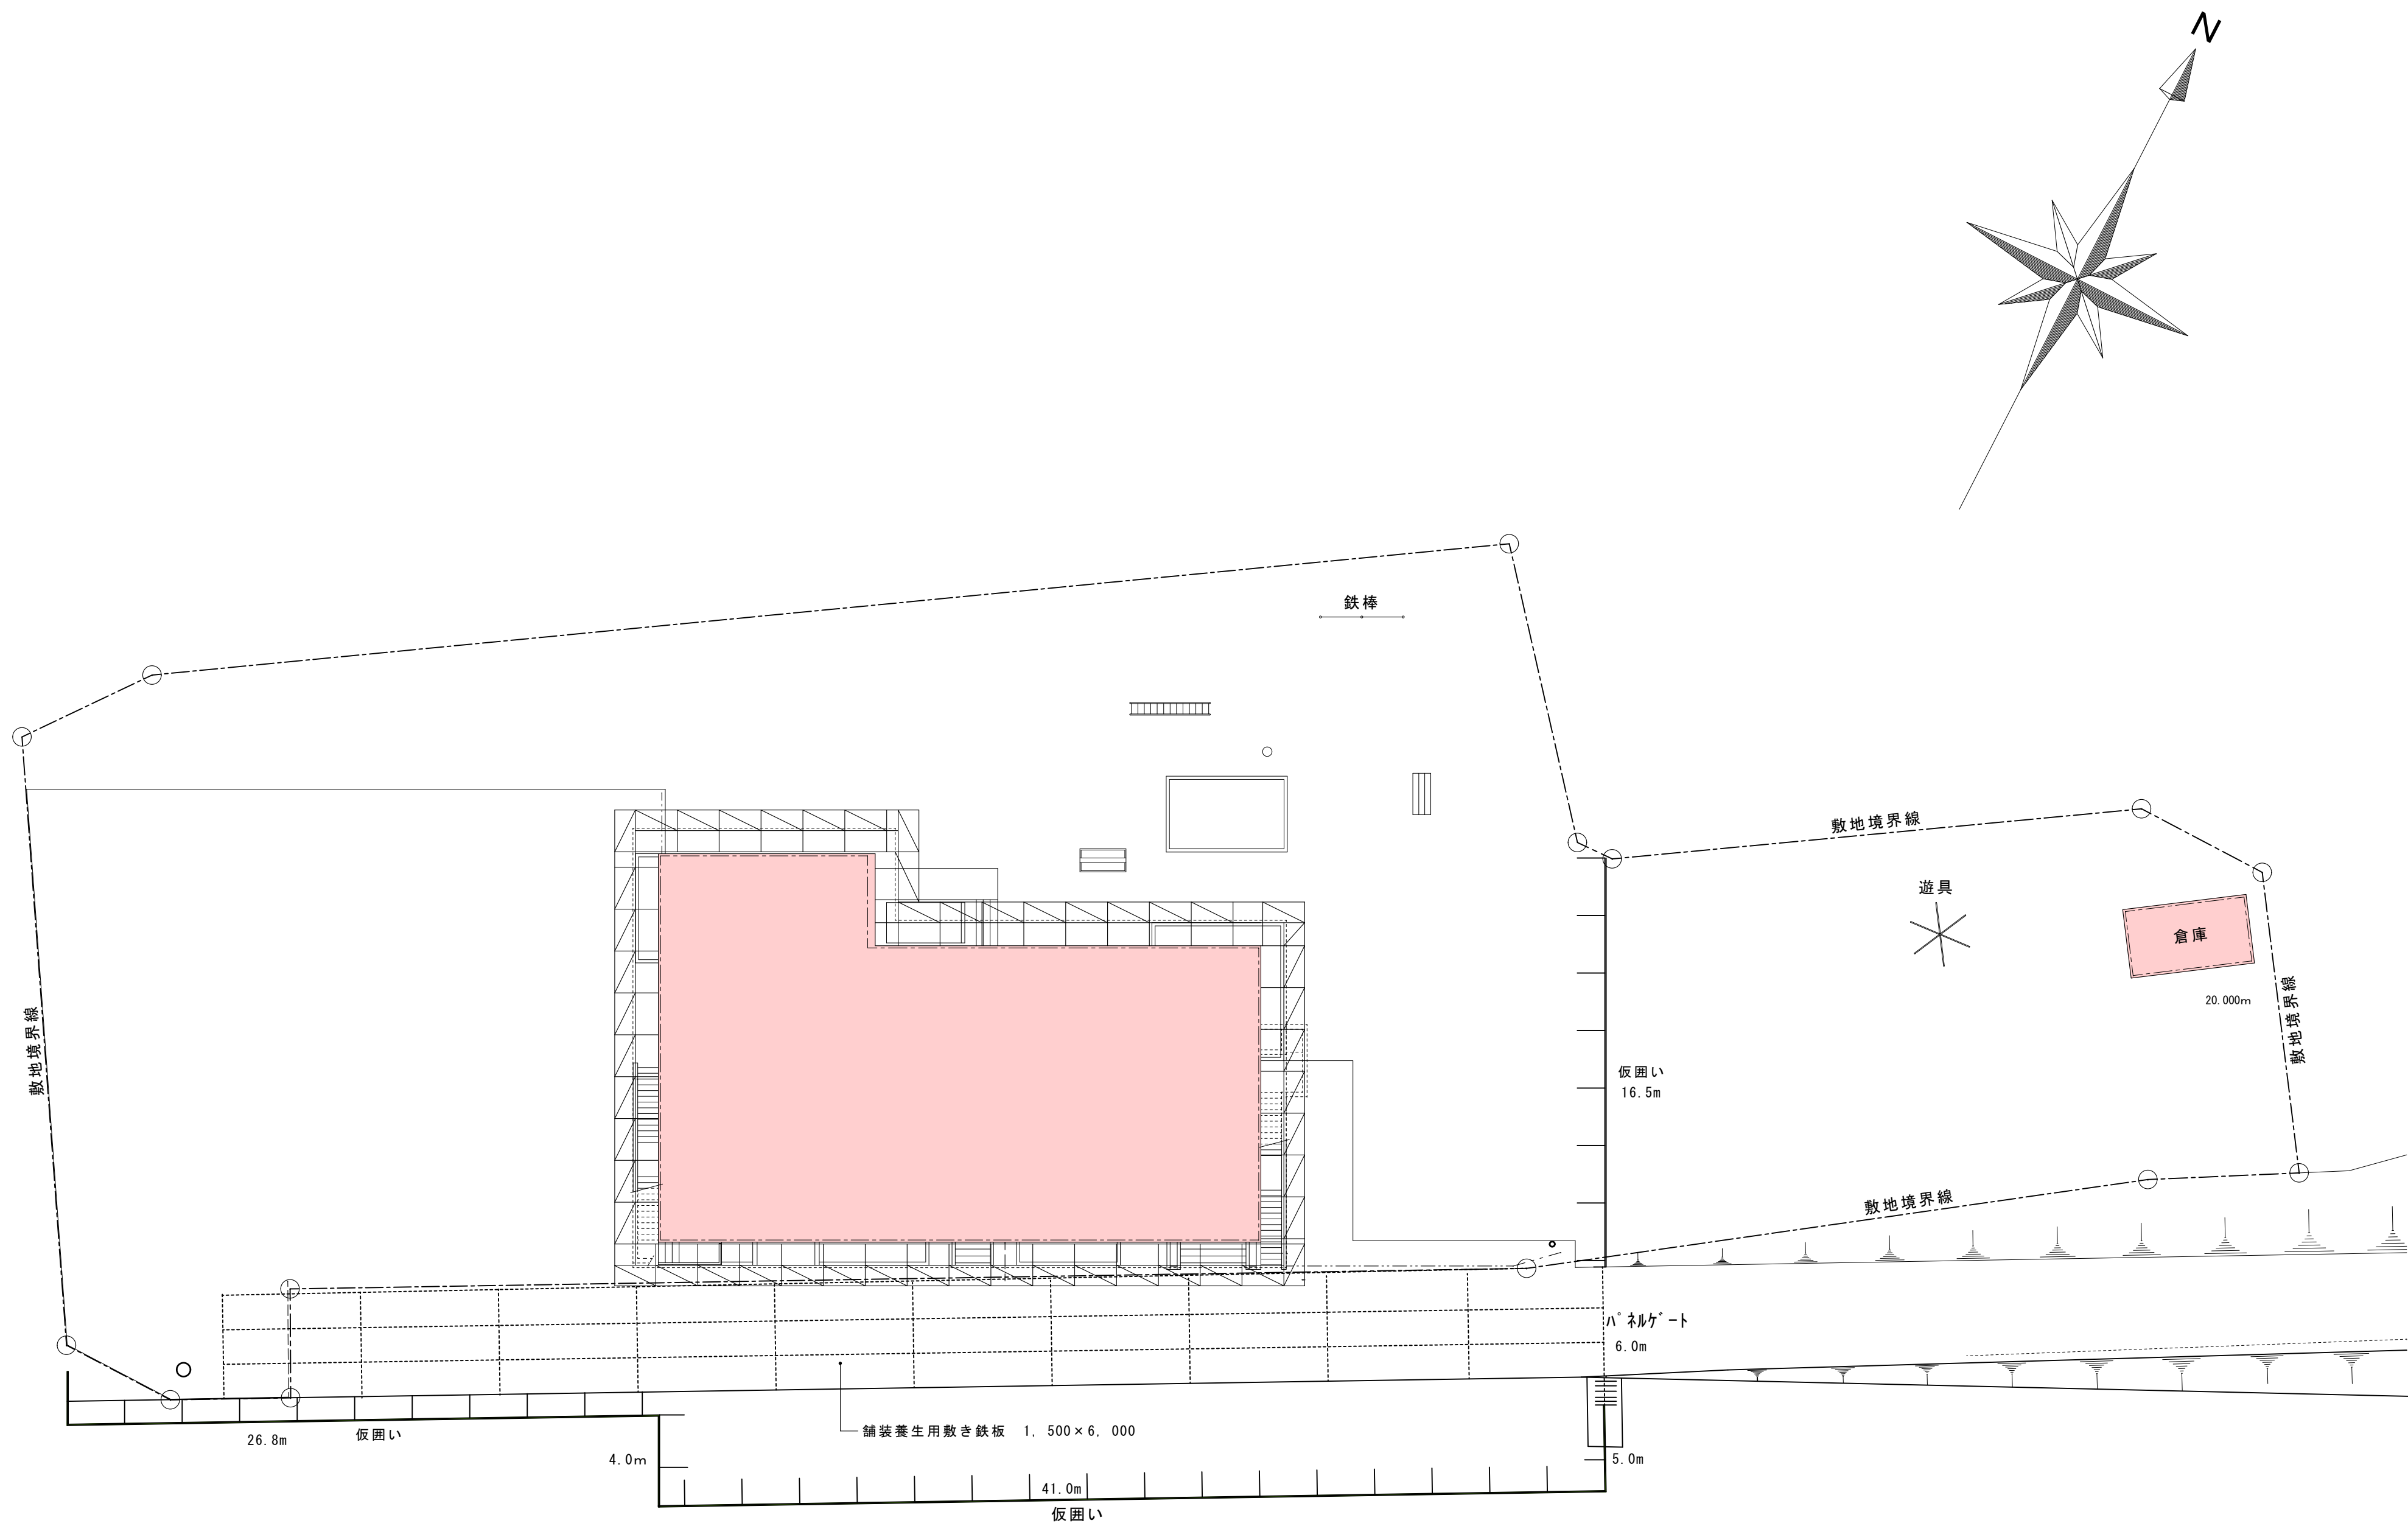 N
鉄棒
敷地境界線
遊具
倉庫
20.000m
敷地境界線
敷地境界線
仮囲い
16.5m
敷地境界線
パネルゲート
6.0m
舗装養生用敷き鉄板　1,500×6,000
仮囲い
26.8m
4.0m
5.0m
41.0m
仮囲い